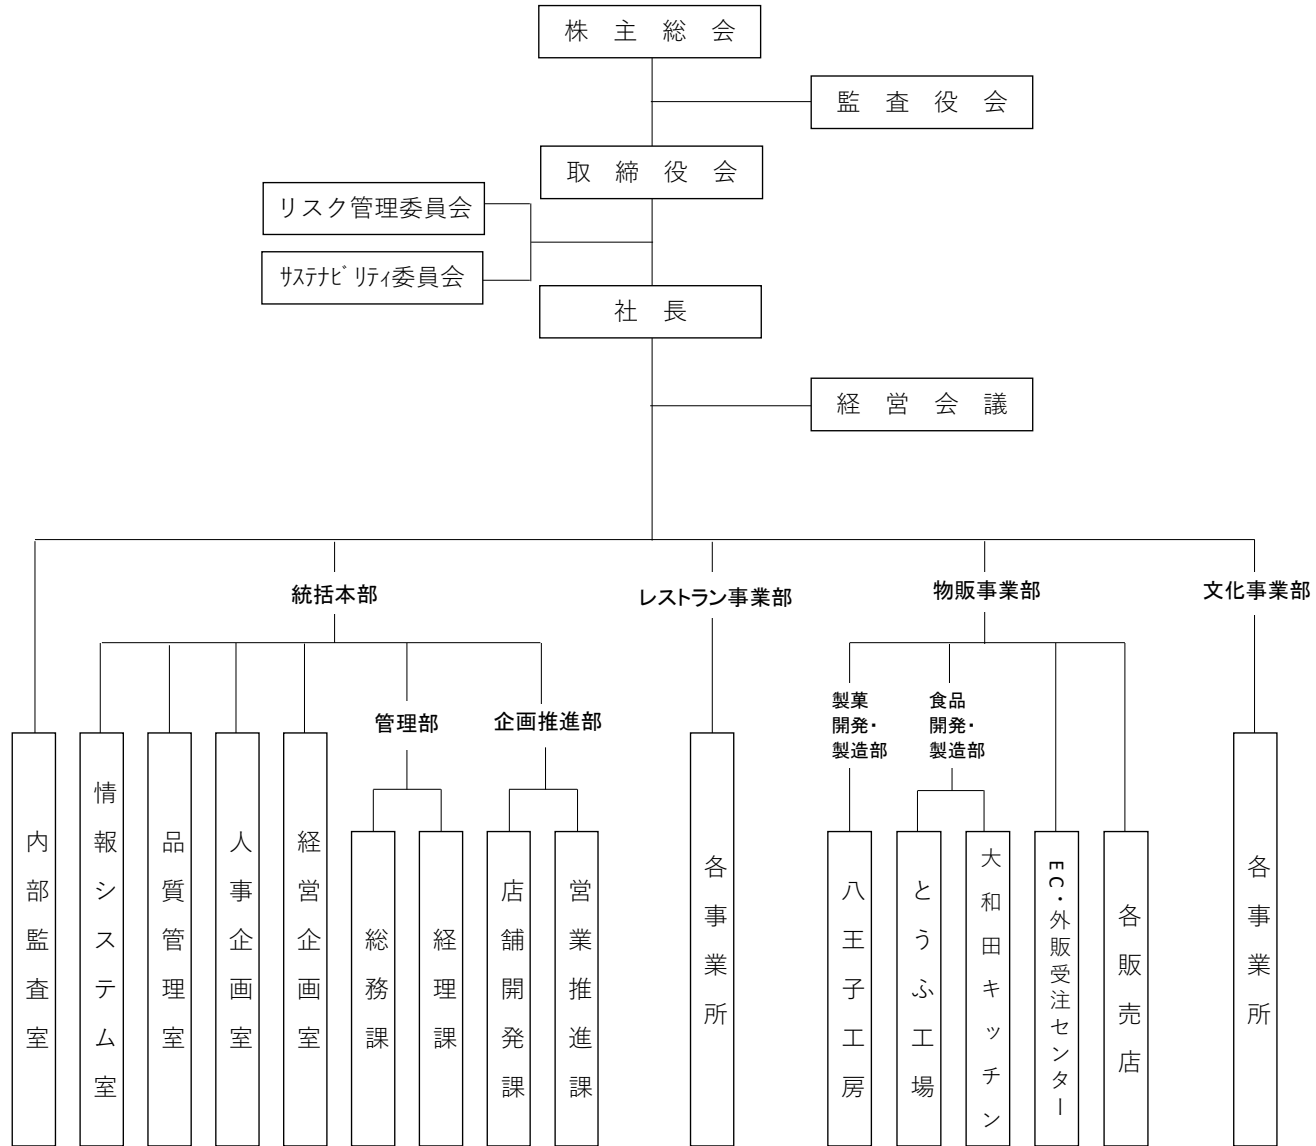 株主総会
監査役会
取締役会
リスク管理委員会
ｻｽﾃﾅﾋﾞﾘﾃｨ委員会
社長
経営会議
統括本部
レストラン事業部
物販事業部
文化事業部
管理部
企画推進部
製菓
開発・
製造部
食品
開発・
製造部
内部監査室
情報システム室
品質管理室
人事企画室
経営企画室
総務課
経理課
店舗開発課
営業推進課
各事業所
八王子工房
とうふ工場
大和田キッチン
EC・外販受注センター
各販売店
各事業所